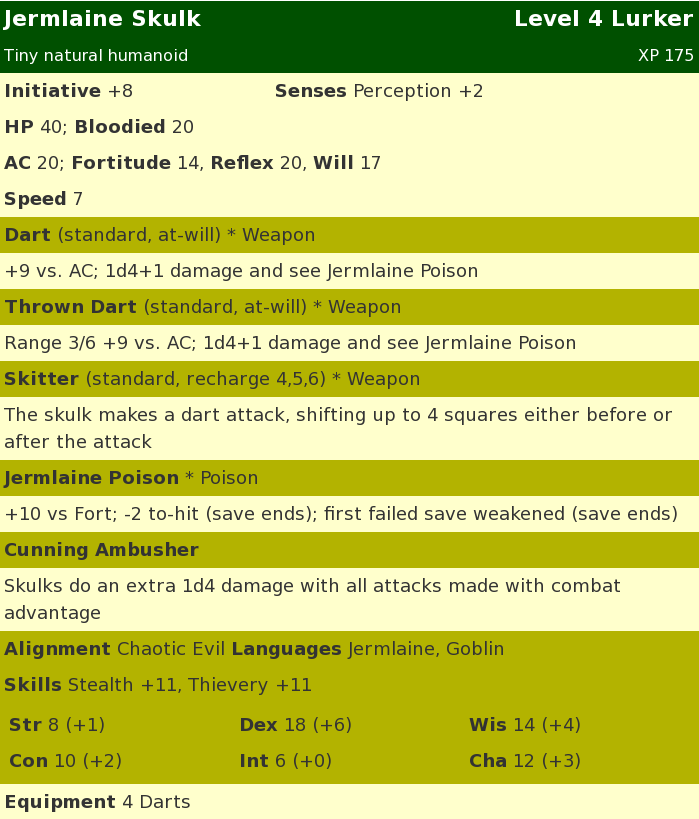 Jermlaine Skulk Level 4 Lurker
Tiny natural humanoid XP 175
Initiative +8 Senses Perception +2
HP 40; Bloodied 20
AC 20; Fortitude 14, Reflex 20, Will 17
Speed 7
Dart (standard, at-will) * Weapon
+9 vs. AC; 1d4+1 damage and see Jermlaine Poison
Thrown Dart (standard, at-will) * Weapon
Range 3/6 +9 vs. AC; 1d4+1 damage and see Jermlaine Poison
Skitter (standard, recharge 4,5,6) * Weapon
The skulk makes a dart attack, shifting up to 4 squares either before or
after the attack
Jermlaine Poison * Poison
+10 vs Fort; -2 to-hit (save ends); first failed save weakened (save ends)
Cunning Ambusher
Skulks do an extra 1d4 damage with all attacks made with combat
advantage
Alignment Chaotic Evil Languages Jermlaine, Goblin
Skills Stealth +11, Thievery +11
Str 8 (+1) Dex 18 (+6) Wis 14 (+4)
Con 10 (+2) Int 6 (+0) Cha 12 (+3)
Equipment 4 Darts